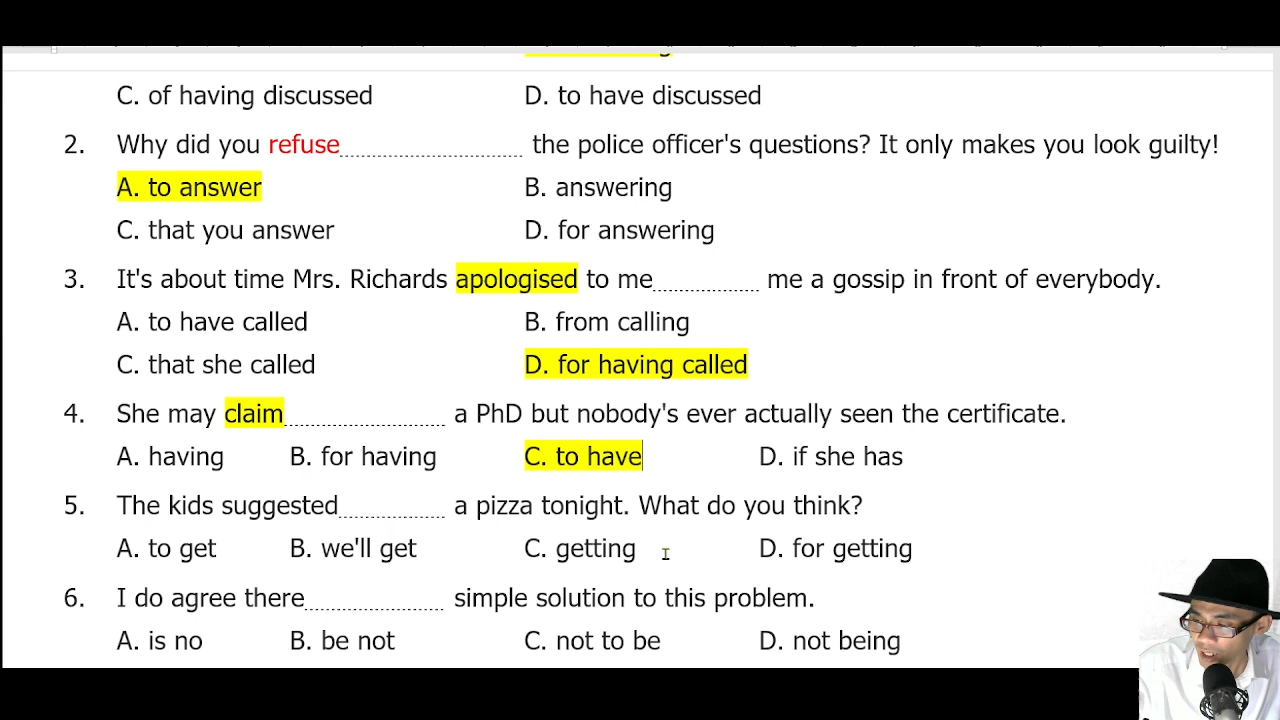 C. of having discussed D. to have discussed
2. Why did you refuse the police officer's questions? It only makes you look guilty!
A. to answer B. answering
C. that you answer D. for answering
3. It's about time Mrs. Richards apologised to me me a gossip in front of everybody.
A. to have called B. from calling
C. that she called D. for having called
4. She may claim a PhD but nobody's ever actually seen the certificate.
A. having B. for having C. to have D. if she has
5. The kids suggested a pizza tonight. What do you think?
A. to get B. we'll get C. getting D. for getting
6. I do agree there simple solution to this problem.
A. is no B. be not C. not to be D. not being